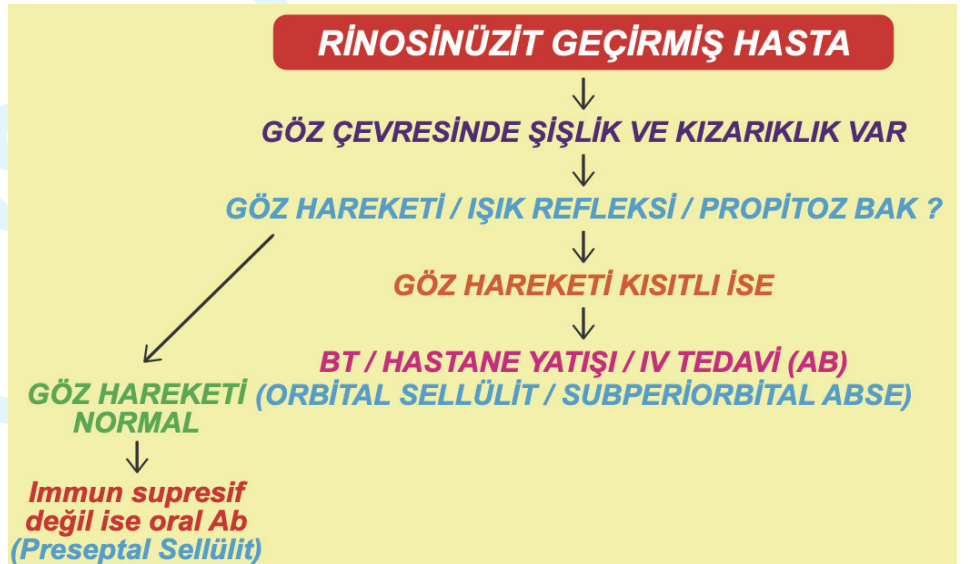 RİNOSİNÜZİT GEÇİRMİŞ HASTA
GÖZ ÇEVRESİNDE ŞİŞLİK VE KIZARIKLIK VAR
GÖZ HAREKETİ / IŞIK REFLEKSİ / PROPİTOZ BAK ?
GÖZ HAREKETİ KISITLI İSE
BT / HASTANE YATIŞI / IV TEDAVİ (AB)
(ORBİTAL SELLÜLİT / SUBPERİORBİTAL ABSE)
GÖZ HAREKETİ
NORMAL
Immun supresif
değil ise oral Ab
(Preseptal Sellülit)